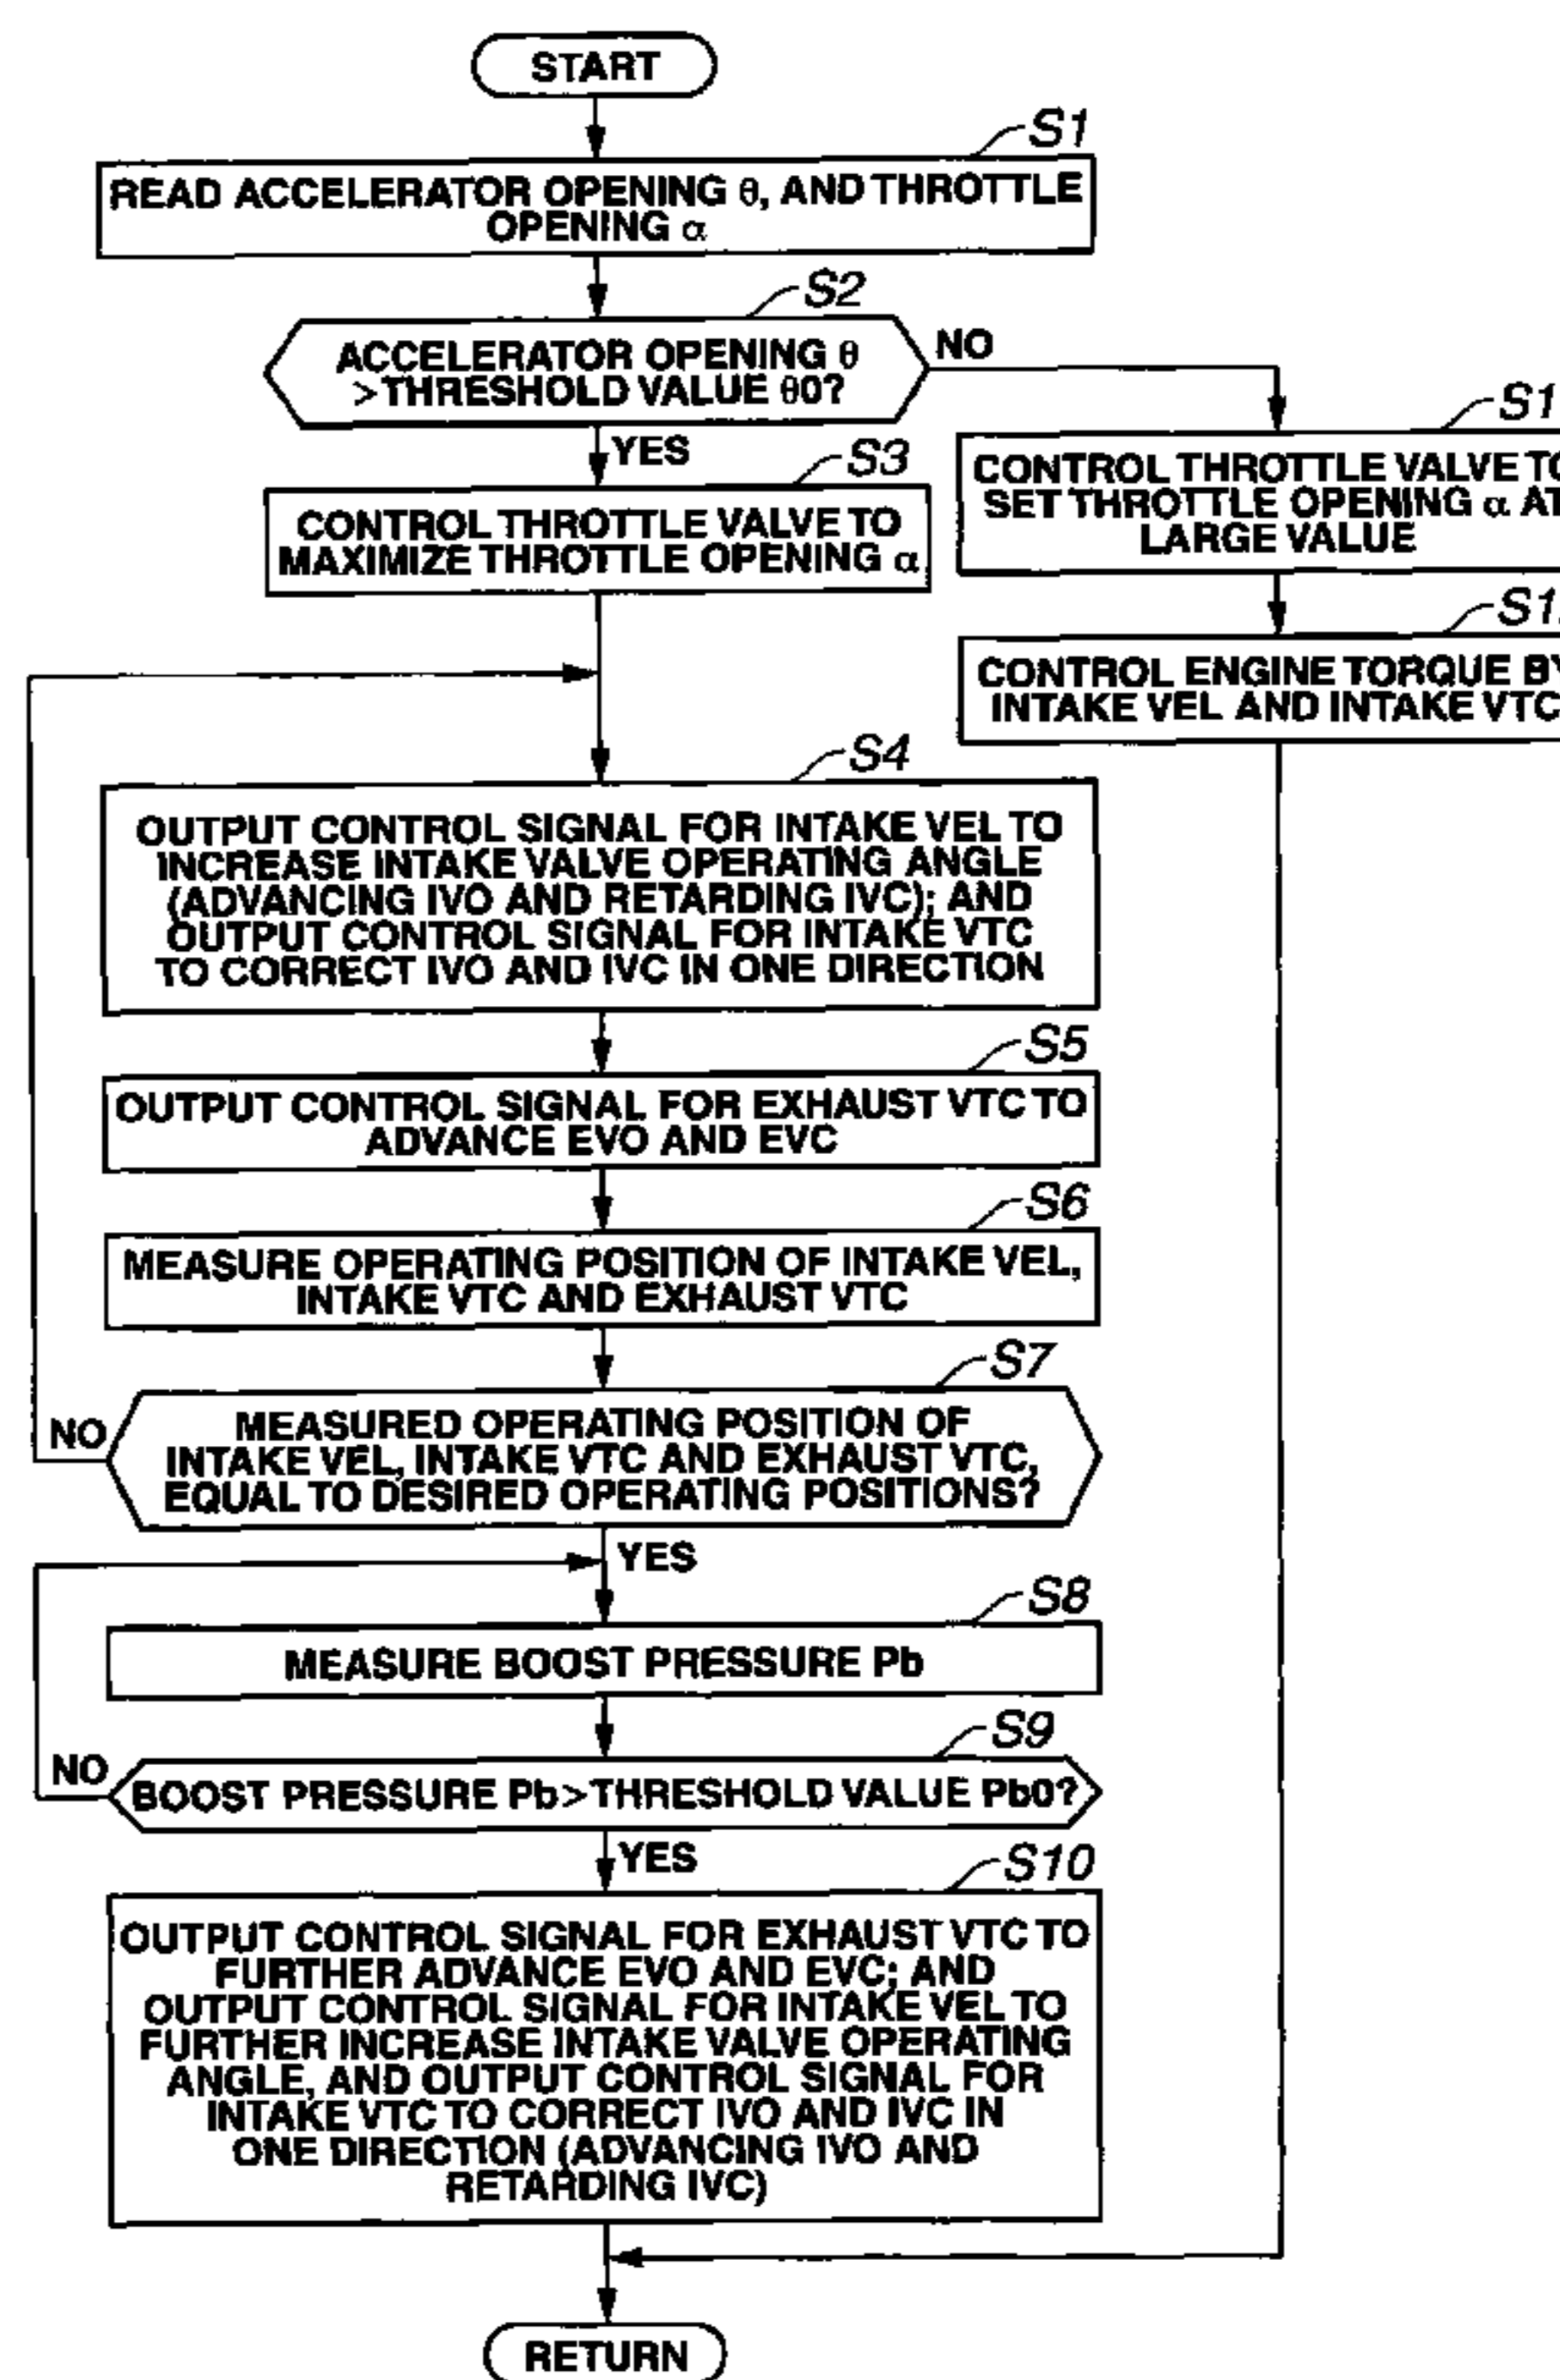 START
S1
READ ACCELERATOR OPENING θ, AND THROTTLE
OPENING α
S2
ACCELERATOR OPENING θ
>THRESHOLD VALUE θ0?
NO
YES
S3
CONTROL THROTTLE VALVE TO
MAXIMIZE THROTTLE OPENING α
CONTROL THROTTLE VALVE TO
SET THROTTLE OPENING α AT
LARGE VALUE
CONTROL ENGINE TORQUE BY
INTAKE VEL AND INTAKE VTC
S4
OUTPUT CONTROL SIGNAL FOR INTAKE VEL TO
INCREASE INTAKE VALVE OPERATING ANGLE
(ADVANCING IVO AND RETARDING IVC); AND
OUTPUT CONTROL SIGNAL FOR INTAKE VTC
TO CORRECT IVO AND IVC IN ONE DIRECTION
S5
OUTPUT CONTROL SIGNAL FOR EXHAUST VTC TO
ADVANCE EVO AND EVC
S6
MEASURE OPERATING POSITION OF INTAKE VEL,
INTAKE VTC AND EXHAUST VTC
S7
MEASURED OPERATING POSITION OF
INTAKE VEL, INTAKE VTC AND EXHAUST VTC,
EQUAL TO DESIRED OPERATING POSITIONS?
NO
YES
S8
MEASURE BOOST PRESSURE Pb
S9
BOOST PRESSURE Pb>THRESHOLD VALUE Pb0?
NO
YES
S10
OUTPUT CONTROL SIGNAL FOR EXHAUST VTC TO
FURTHER ADVANCE EVO AND EVC; AND
OUTPUT CONTROL SIGNAL FOR INTAKE VEL TO
FURTHER INCREASE INTAKE VALVE OPERATING
ANGLE, AND OUTPUT CONTROL SIGNAL FOR
INTAKE VTC TO CORRECT IVO AND IVC IN
ONE DIRECTION (ADVANCING IVO AND
RETARDING IVC)
RETURN